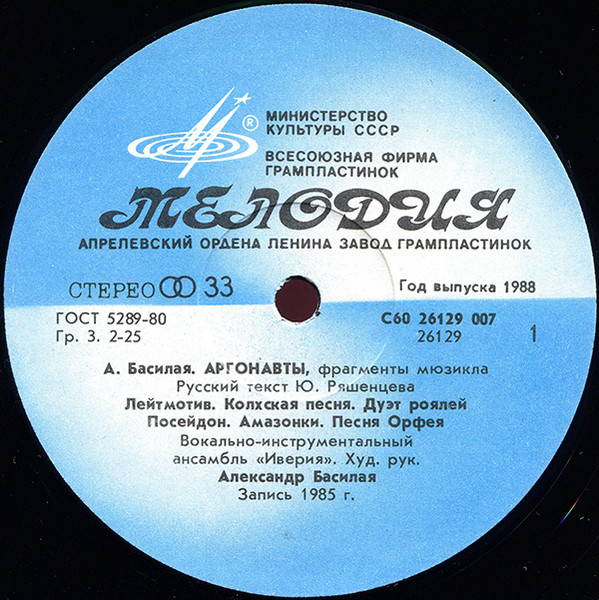 ®
МИНИСТЕРСТВО
КУЛЬТУРЫ СССР
ВСЕСОЮЗНАЯ ФИРМА
ГРАМПЛАСТИНОК
МЕЛОДИЯ
АПРЕЛЕВСКИЙ ОРДЕНА ЛЕНИНА ЗАВОД ГРАМПЛАСТИНОК
СТЕРЕО 33 Год выпуска 1988
ГОСТ 5289-80 С60 26129 007
Гр. 3. 2-25 26129 1
А. Басилая. АРГОНАВТЫ, фрагменты мюзикла
Русский текст Ю. Ряшенцева
Лейтмотив. Колхская песня. Дуэт роялей
Посейдон. Амазонки. Песня Орфея
Вокально-инструментальный
ансамбль «Иверия». Худ. рук.
Александр Басилая
Запись 1985 г.